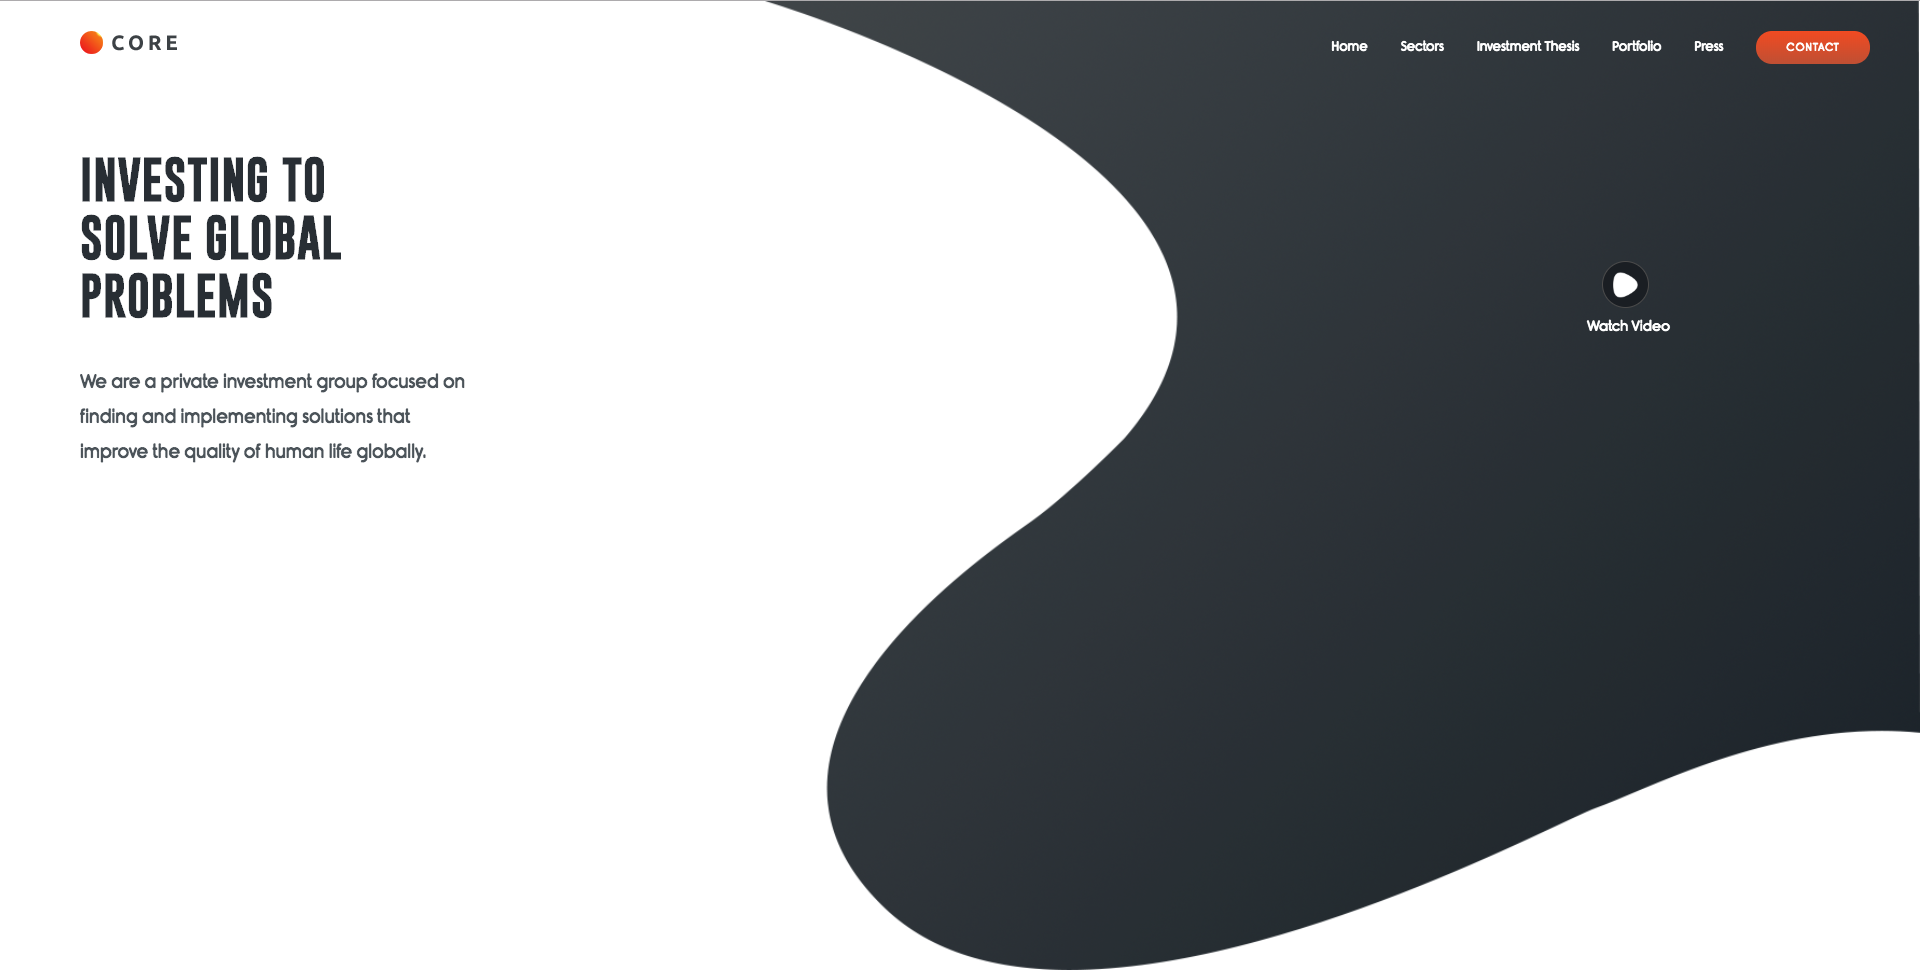 CORE
Home
Sectors
Investment Thesis
Portfolio
Press
CONTACT
INVESTING TO
SOLVE GLOBAL
PROBLEMS
Watch Video
We are a private investment group focused on
finding and implementing solutions that
improve the quality of human life globally.